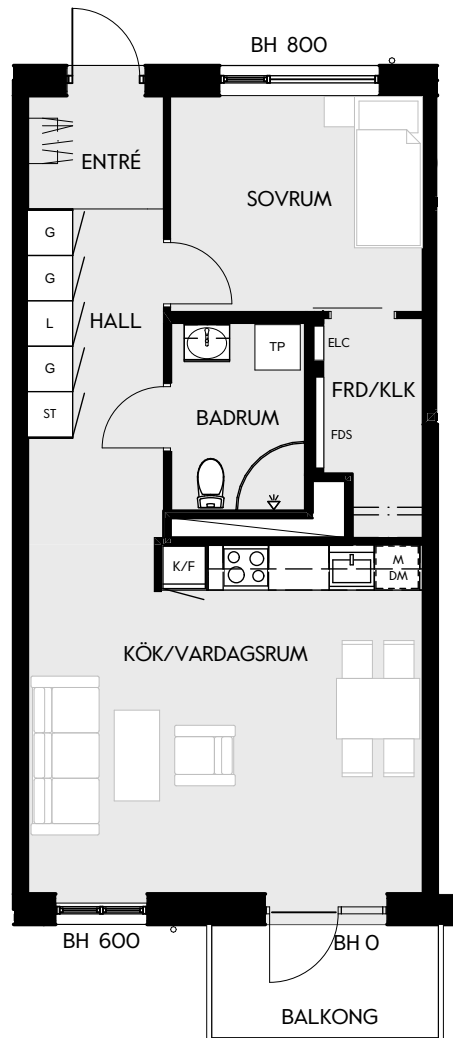 BH 800
ENTRÉ
SOVRUM
G
G
L
HALL
G
ST
TP
ELC
FRD/KLK
BADRUM
FDS
K/F
M
DM
KÖK/VARDAGSRUM
BH 600
BH 0
BALKONG